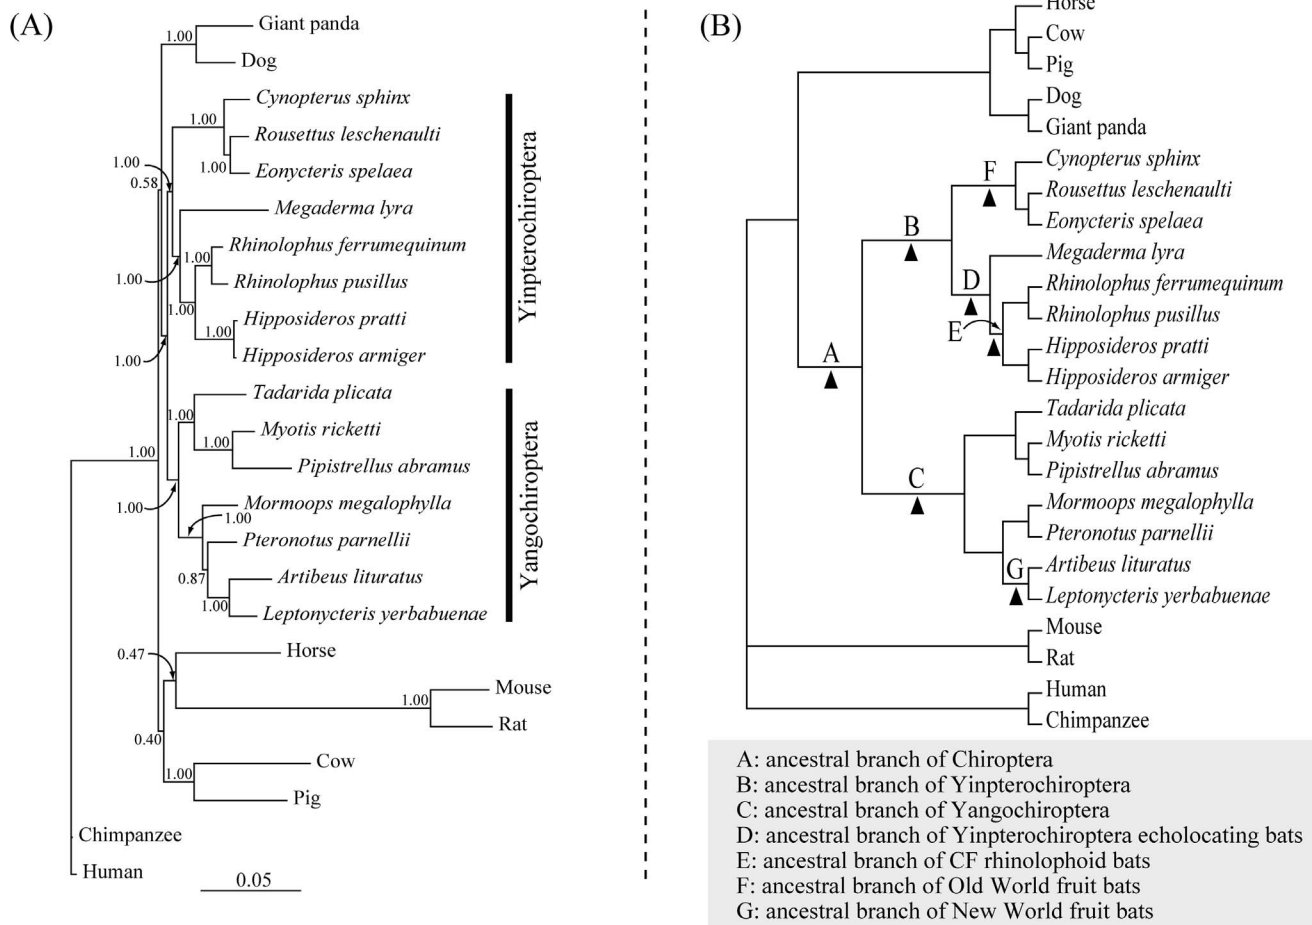 (A)
1.00
Giant panda
Dog
1.00
Cynopterus sphinx
Rousettus leschenaulti
1.00
Eonycteris spelaea
1.00
0.58
Megaderma lyra
1.00
Rhinolophus ferrumequinum
Rhinolophus pusillus
1.00
1.00
1.00
Hipposideros pratti
Hipposideros armiger
1.00
Yinpterochiroptera
Tadarida plicata
1.00
Myotis ricketti
1.00
Pipistrellus abramus
1.00
1.00
Mormoops megalophylla
1.00
Pteronotus parnellii
0.87
Artibeus lituratus
1.00
Leptonycteris yerbabuenae
Yangochiroptera
0.47
Horse
Mouse
1.00
Rat
0.40
Cow
1.00
Pig
Chimpanzee
Human
0.05
(B)
Horse
Cow
Pig
Dog
Giant panda
Cynopterus sphinx
F
Rousettus leschenaulti
Eonycteris spelaea
B
Megaderma lyra
D
Rhinolophus ferrumequinum
Rhinolophus pusillus
E
Hipposideros pratti
A
Hipposideros armiger
Tadarida plicata
Myotis ricketti
Pipistrellus abramus
C
Mormoops megalophylla
Pteronotus parnellii
Artibeus lituratus
G
Leptonycteris yerbabuenae
Mouse
Rat
Human
Chimpanzee
A: ancestral branch of Chiroptera
B: ancestral branch of Yinpterochiroptera
C: ancestral branch of Yangochiroptera
D: ancestral branch of Yinpterochiroptera echolocating bats
E: ancestral branch of CF rhinolophoid bats
F: ancestral branch of Old World fruit bats
G: ancestral branch of New World fruit bats